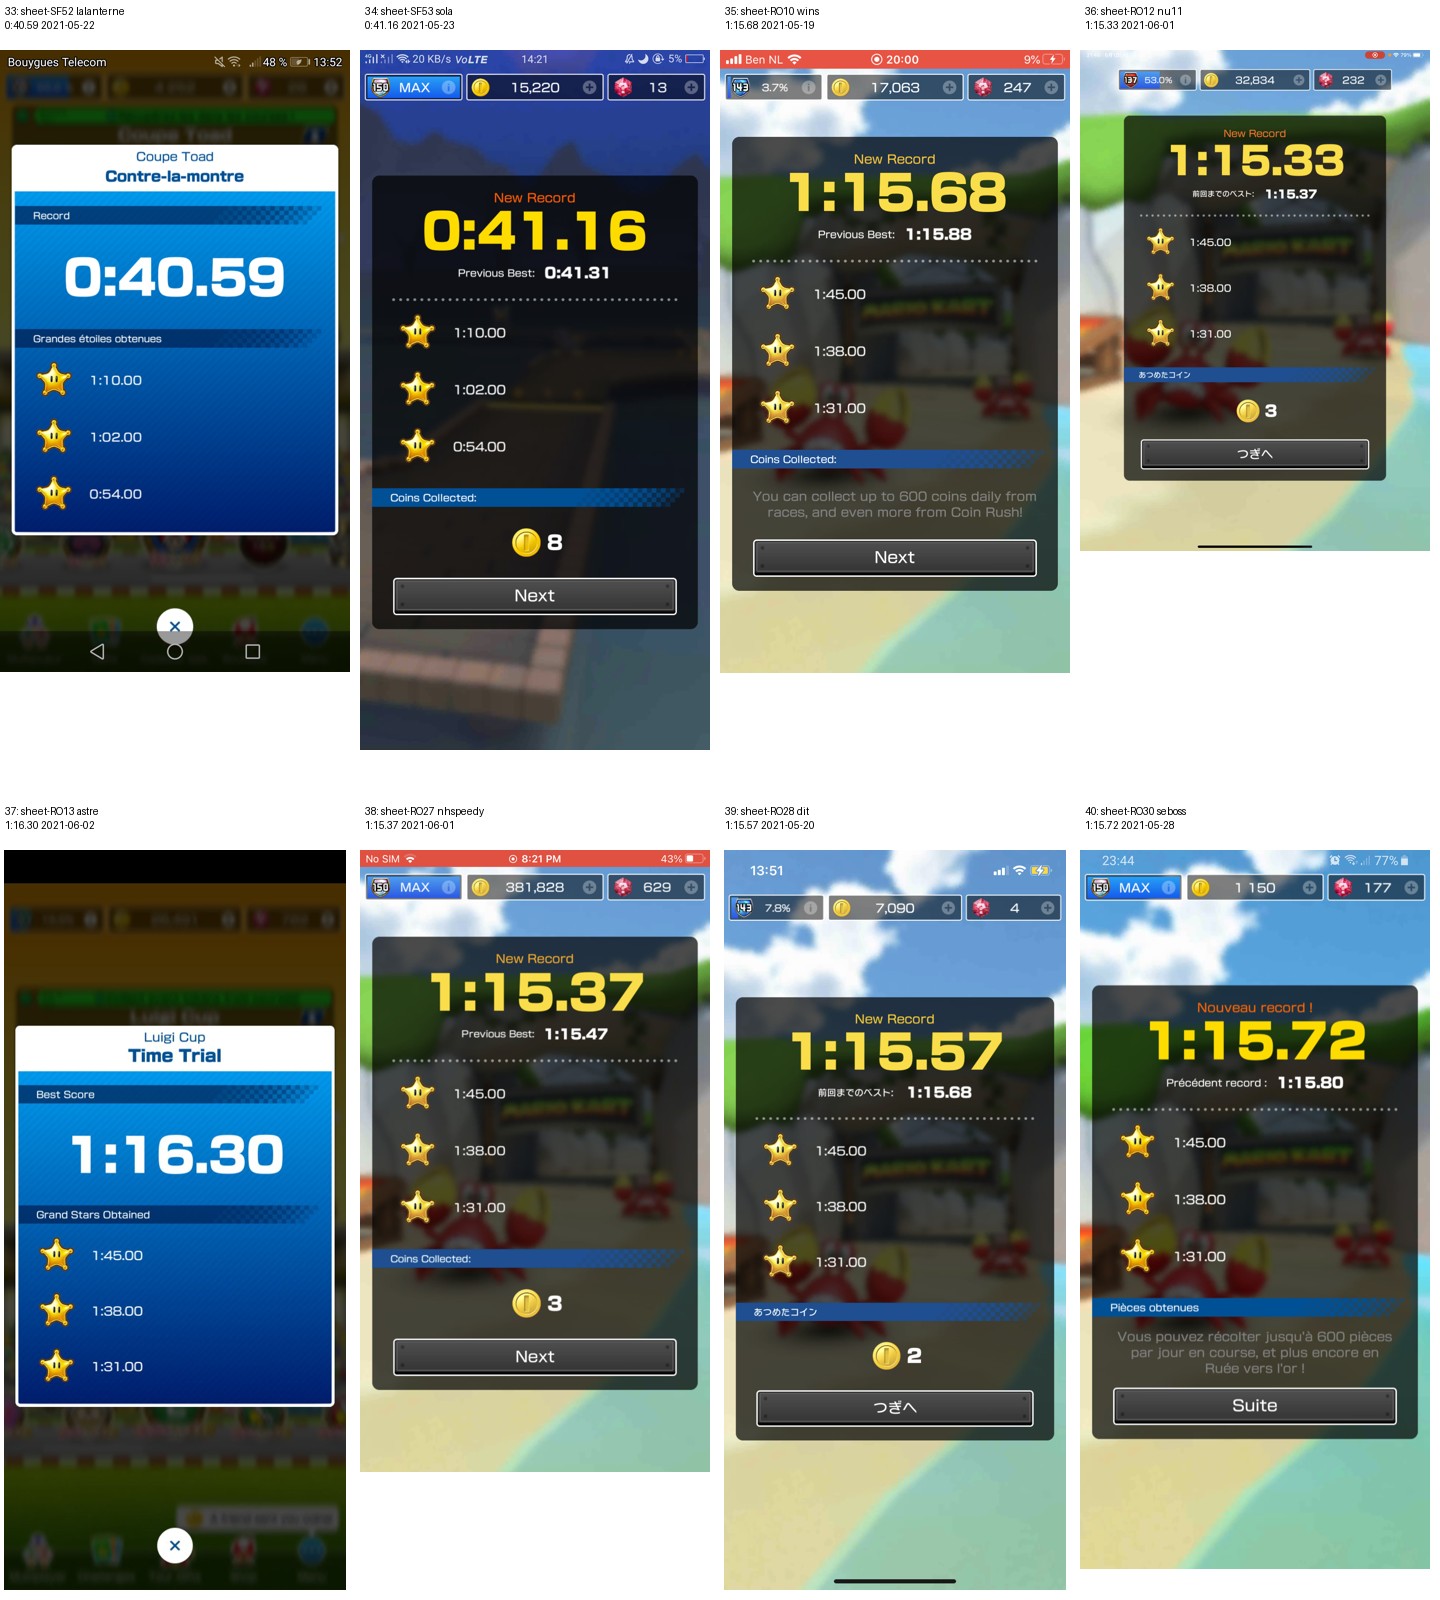 33: sheet-SF52 lalanterne
0:40.59 2021-05-22
Bouygues Telecom 48 % 13:52
Coupe Toad
Coupe Toad
Contre-la-montre
Record
0:40.59
Grandes étoiles obtenues
1:10.00
1:02.00
0:54.00
34: sheet-SF53 sola
0:41.16 2021-05-23
20 KB/s VoLTE 14:21 5%
150 MAX 15,220 13
New Record
0:41.16
Previous Best: 0:41.31
1:10.00
1:02.00
0:54.00
Coins Collected:
8
Next
35: sheet-RO10 wins
1:15.68 2021-05-19
Ben NL 20:00 9%
143 3.7% 17,063 247
New Record
1:15.68
Previous Best: 1:15.88
1:45.00
1:38.00
1:31.00
Coins Collected:
You can collect up to 600 coins daily from
races, and even more from Coin Rush!
Next
36: sheet-RO12 nu11
1:15.33 2021-06-01
79%
137 53.0% 32,834 232
New Record
1:15.33
前回までのベスト: 1:15.37
1:45.00
1:38.00
1:31.00
あつめたコイン
3
つぎへ
37: sheet-RO13 astre
1:16.30 2021-06-02
Luigi Cup
Luigi Cup
Time Trial
Best Score
1:16.30
Grand Stars Obtained
1:45.00
1:38.00
1:31.00
38: sheet-RO27 nhspeedy
1:15.37 2021-06-01
No SIM 8:21 PM 43%
150 MAX 381,828 629
New Record
1:15.37
Previous Best: 1:15.47
1:45.00
1:38.00
1:31.00
Coins Collected:
3
Next
39: sheet-RO28 dit
1:15.57 2021-05-20
13:51
143 7.8% 7,090 4
New Record
1:15.57
前回までのベスト: 1:15.68
1:45.00
1:38.00
1:31.00
あつめたコイン
2
つぎへ
40: sheet-RO30 seboss
1:15.72 2021-05-28
23:44 77%
150 MAX 1 150 177
Nouveau record !
1:15.72
Précédent record : 1:15.80
1:45.00
1:38.00
1:31.00
Pièces obtenues
Vous pouvez récolter jusqu'à 600 pièces
par jour en course, et plus encore en
Ruée vers l'or !
Suite